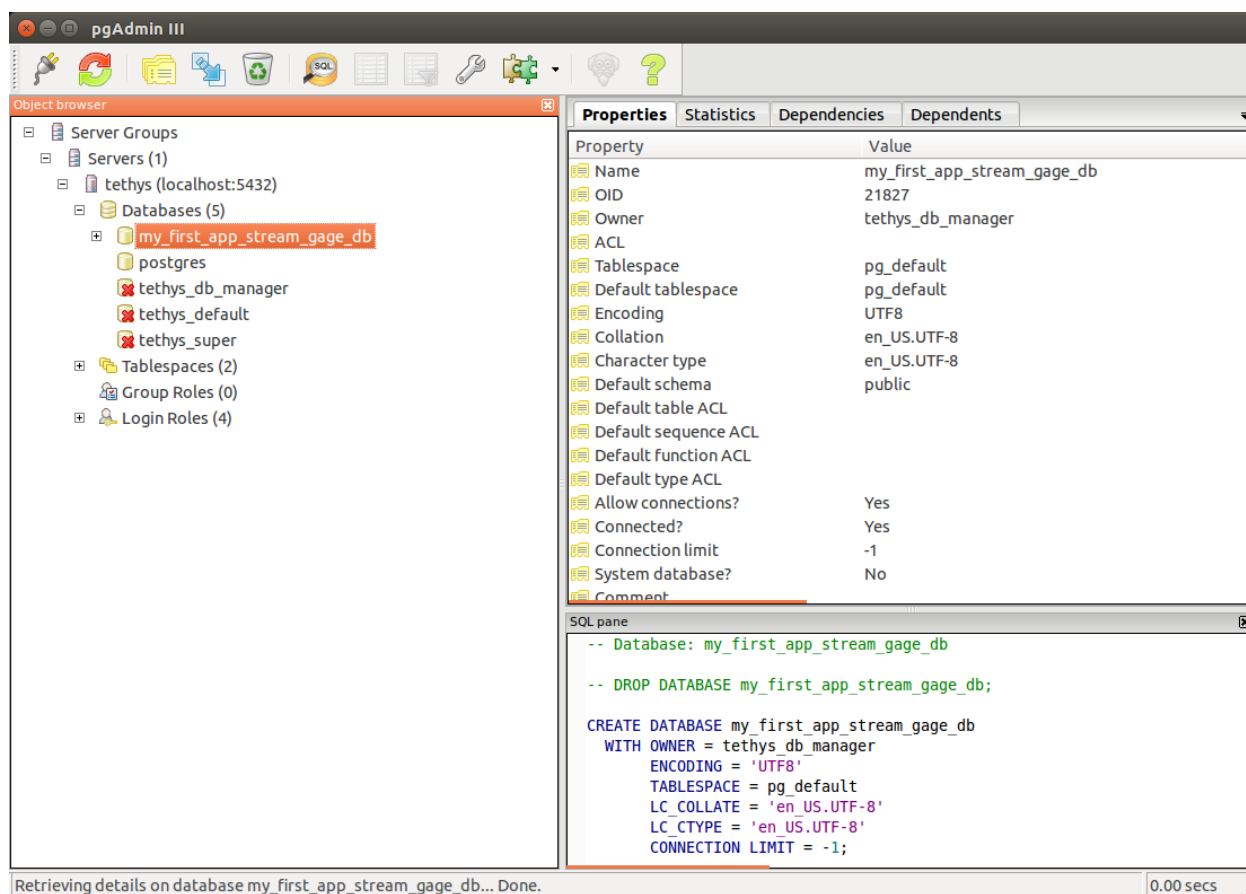 pgAdmin III
SQL
Object browser
Server Groups
Servers (1)
tethys (localhost:5432)
Databases (5)
my_first_app_stream_gage_db
postgres
tethys_db_manager
tethys_default
tethys_super
Tablespaces (2)
Group Roles (0)
Login Roles (4)
Properties Statistics Dependencies Dependents
Property Value
Name my_first_app_stream_gage_db
OID 21827
Owner tethys_db_manager
ACL
Tablespace pg_default
Default tablespace pg_default
Encoding UTF8
Collation en_US.UTF-8
Character type en_US.UTF-8
Default schema public
Default table ACL
Default sequence ACL
Default function ACL
Default type ACL
Allow connections? Yes
Connected? Yes
Connection limit -1
System database? No
Comment
SQL pane
-- Database: my_first_app_stream_gage_db
-- DROP DATABASE my_first_app_stream_gage_db;
CREATE DATABASE my_first_app_stream_gage_db
WITH OWNER = tethys_db_manager
ENCODING = 'UTF8'
TABLESPACE = pg_default
LC_COLLATE = 'en_US.UTF-8'
LC_CTYPE = 'en_US.UTF-8'
CONNECTION LIMIT = -1;
Retrieving details on database my_first_app_stream_gage_db... Done. 0.00 secs